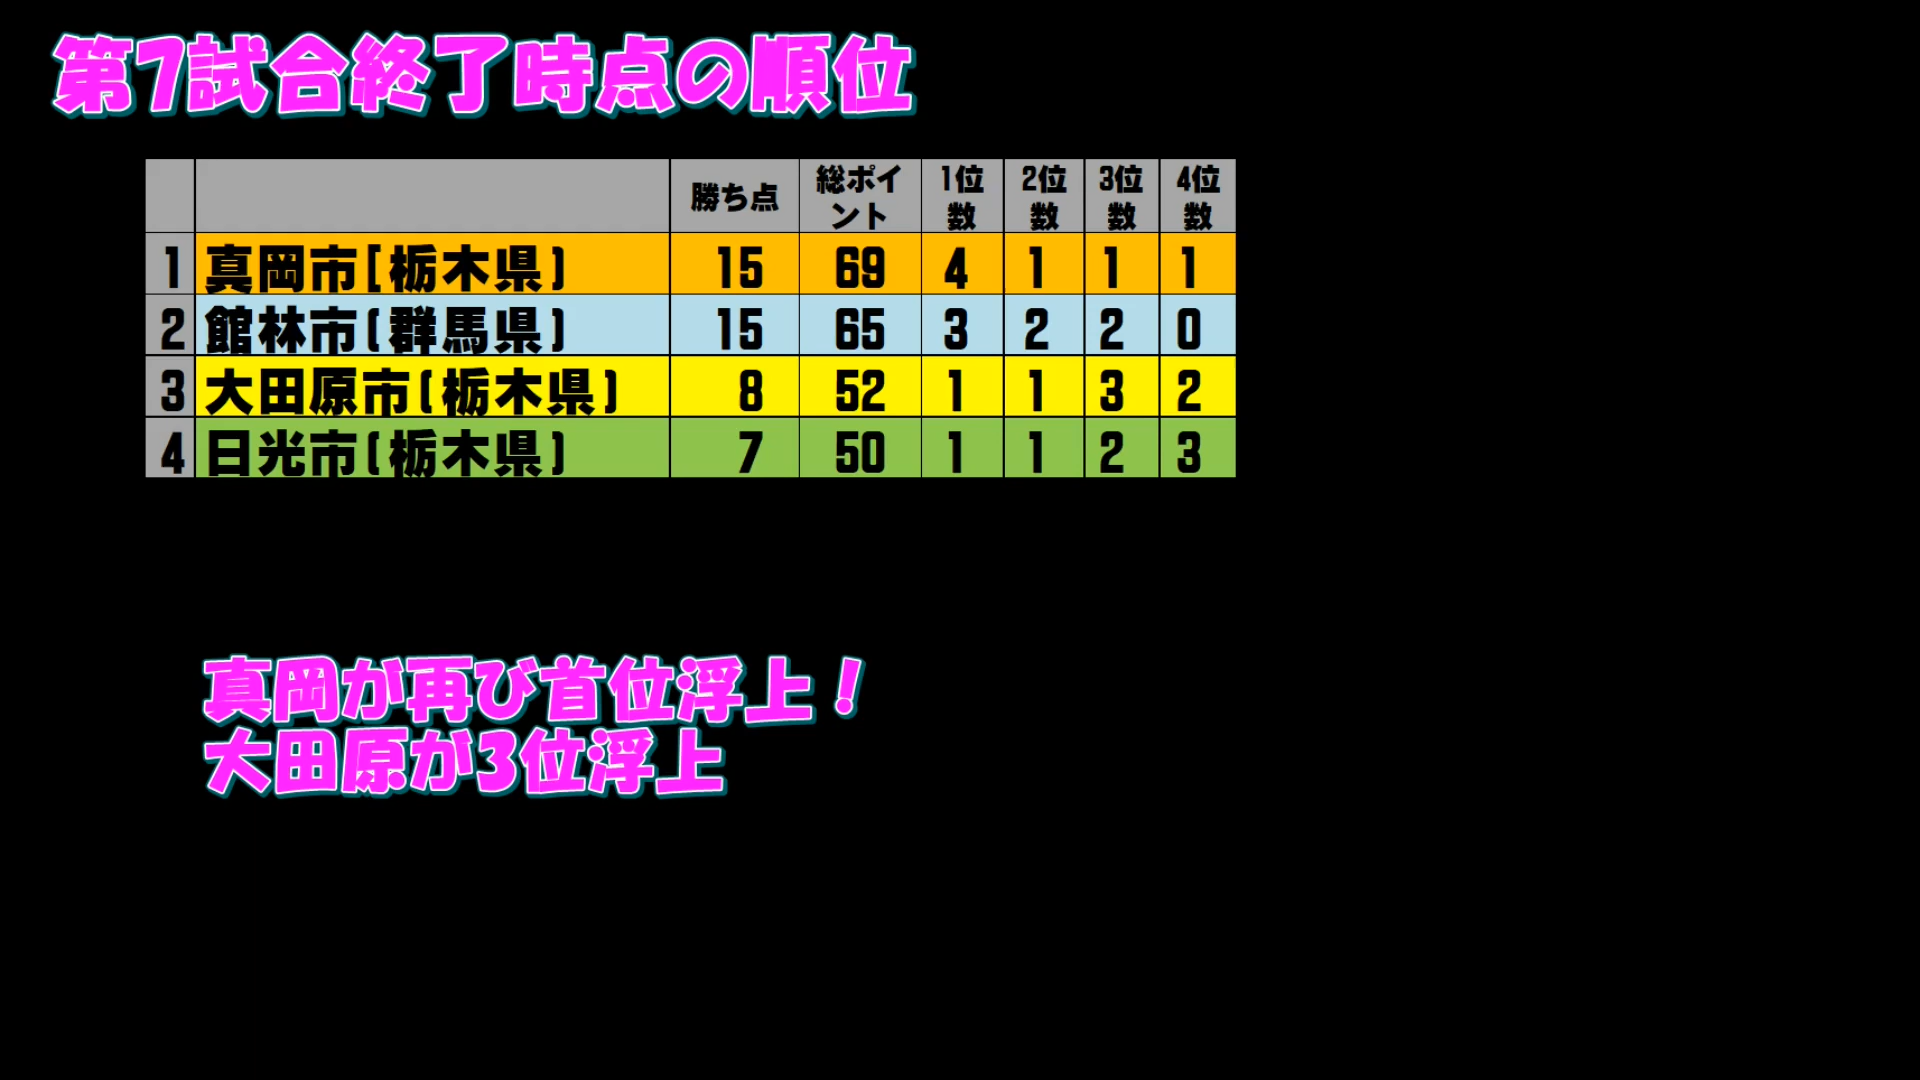 第7試合終了時点の順位
勝ち点 総ポイント 1位数 2位数 3位数 4位数
1 真岡市(栃木県) 15 69 4 1 1 1
2 館林市(群馬県) 15 65 3 2 2 0
3 大田原市(栃木県) 8 52 1 1 3 2
4 日光市(栃木県) 7 50 1 1 2 3
真岡が再び首位浮上!
大田原が3位浮上